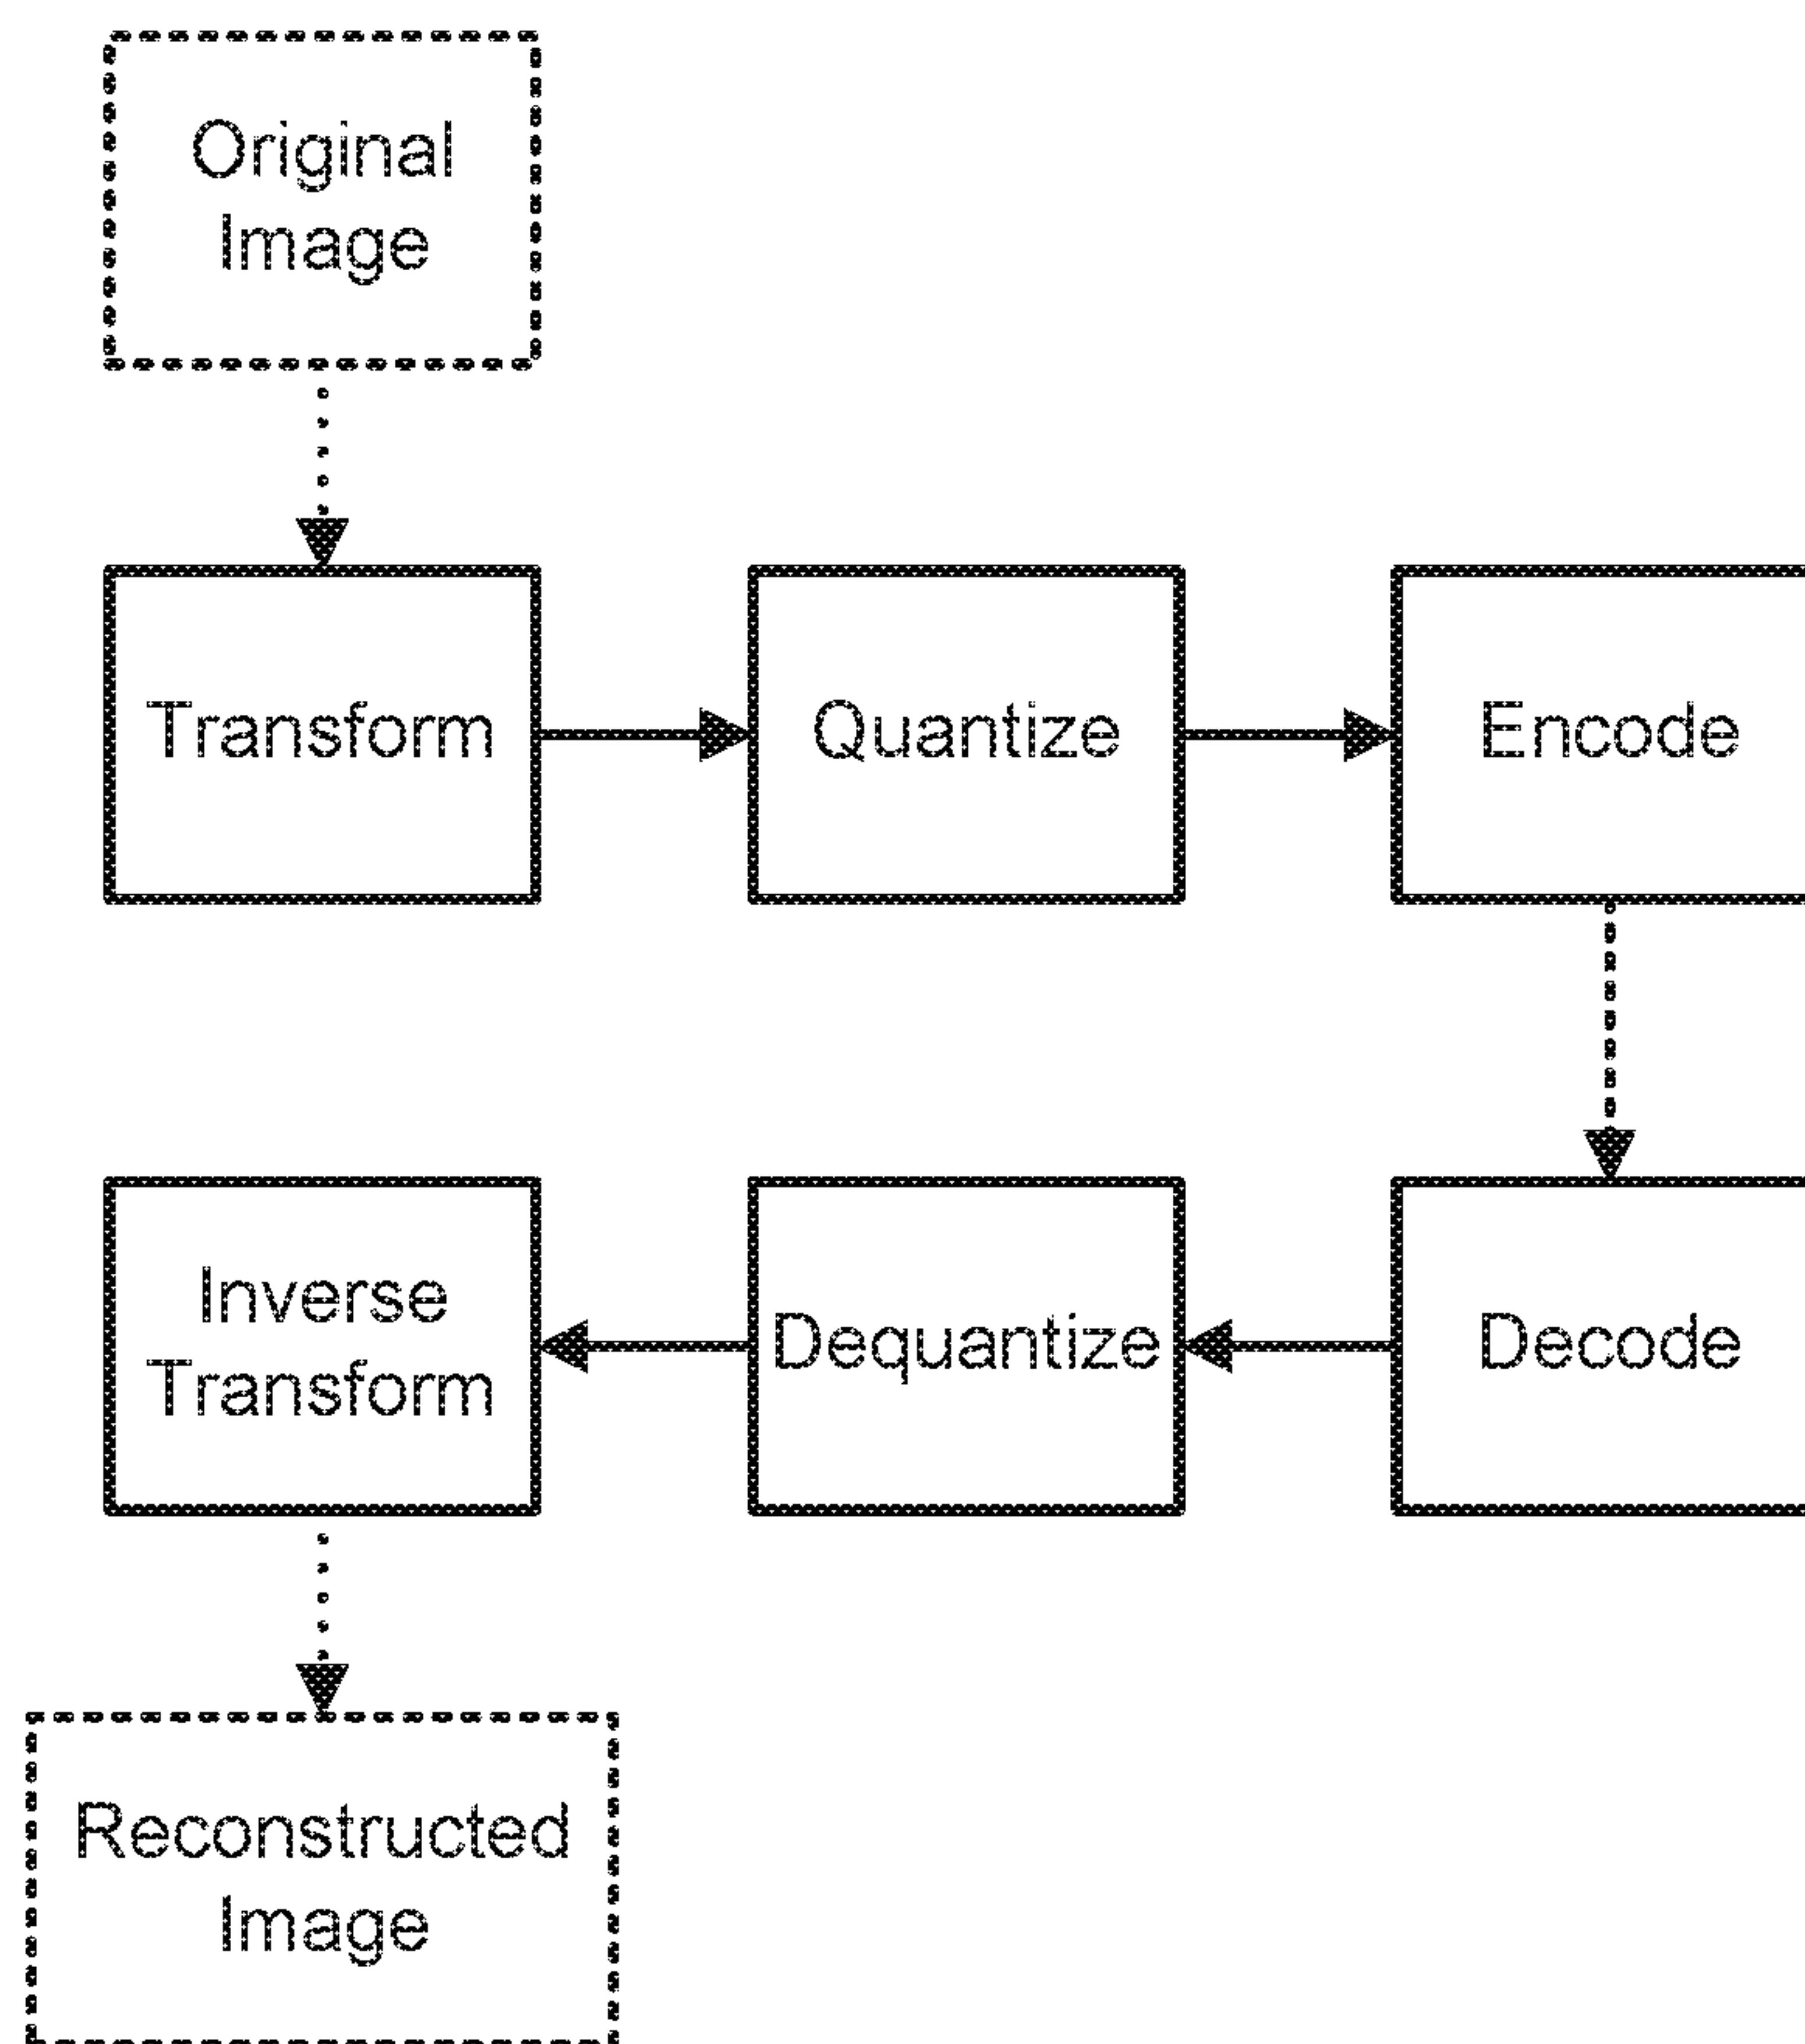 Original
Image
Transform
Quantize
Encode
Inverse
Transform
Dequantize
Decode
Reconstructed
Image